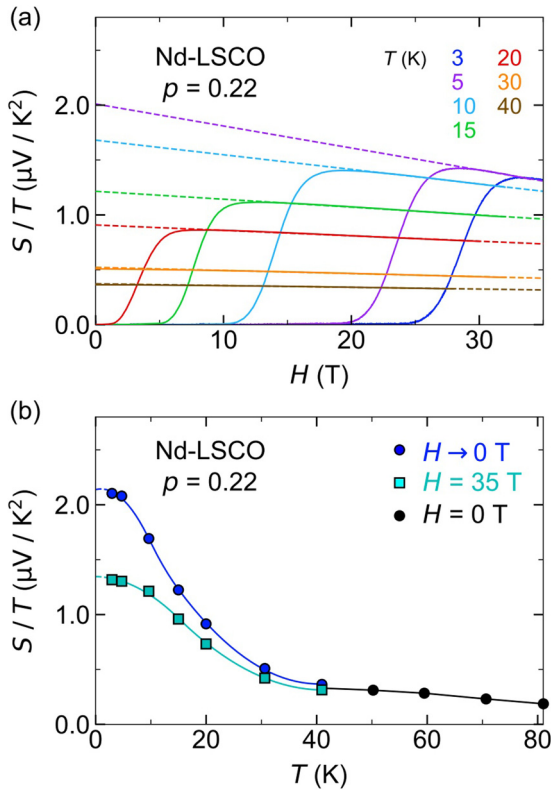 (a)
Nd-LSCO
p = 0.22
T (K) 3 20
5 30
10 40
15
S / T (μV / K²)
2.0
1.0
0.0
0 10 20 30
H (T)
(b)
Nd-LSCO
p = 0.22
H → 0 T
H = 35 T
H = 0 T
S / T (μV / K²)
2.0
1.0
0.0
0 20 40 60 80
T (K)